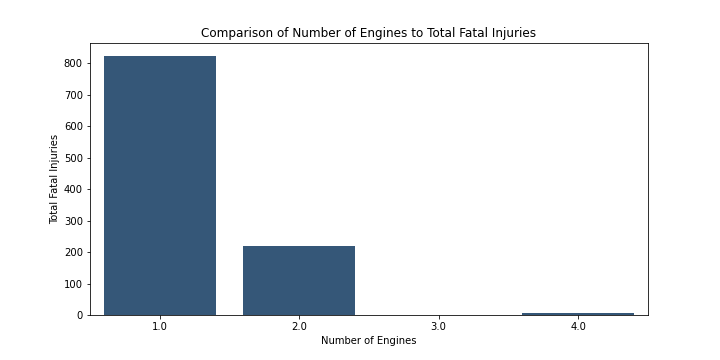 Comparison of Number of Engines to Total Fatal Injuries
Total Fatal Injuries
800
700
600
500
400
300
200
100
0
1.0 2.0 3.0 4.0
Number of Engines